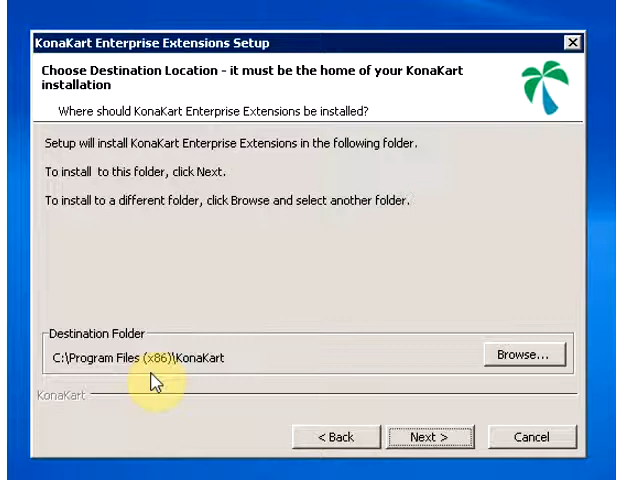 KonaKart Enterprise Extensions Setup
Choose Destination Location - it must be the home of your KonaKart
installation
Where should KonaKart Enterprise Extensions be installed?
Setup will install KonaKart Enterprise Extensions in the following folder.
To install to this folder, click Next.
To install to a different folder, click Browse and select another folder.
Destination Folder
C:\Program Files (x86)\KonaKart
Browse...
KonaKart
< Back
Next >
Cancel